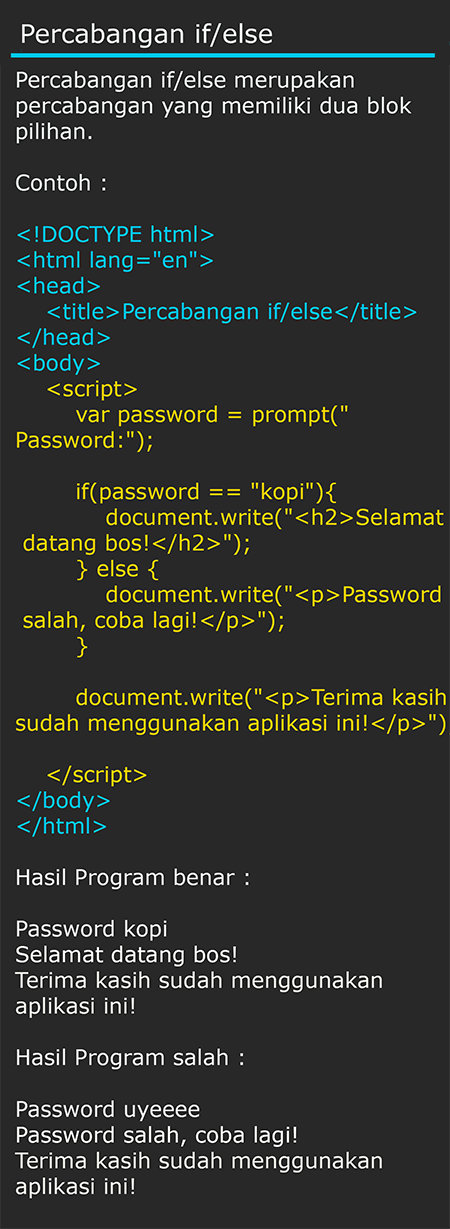 Percabangan if/else
Percabangan if/else merupakan
percabangan yang memiliki dua blok
pilihan.
Contoh :
<!DOCTYPE html>
<html lang="en">
<head>
<title>Percabangan if/else</title>
</head>
<body>
<script>
var password = prompt("
Password:");
if(password == "kopi"){
document.write("<h2>Selamat
datang bos!</h2>");
} else {
document.write("<p>Password
salah, coba lagi!</p>");
}
document.write("<p>Terima kasih
sudah menggunakan aplikasi ini!</p>")
</script>
</body>
</html>
Hasil Program benar :
Password kopi
Selamat datang bos!
Terima kasih sudah menggunakan
aplikasi ini!
Hasil Program salah :
Password uyeeee
Password salah, coba lagi!
Terima kasih sudah menggunakan
aplikasi ini!